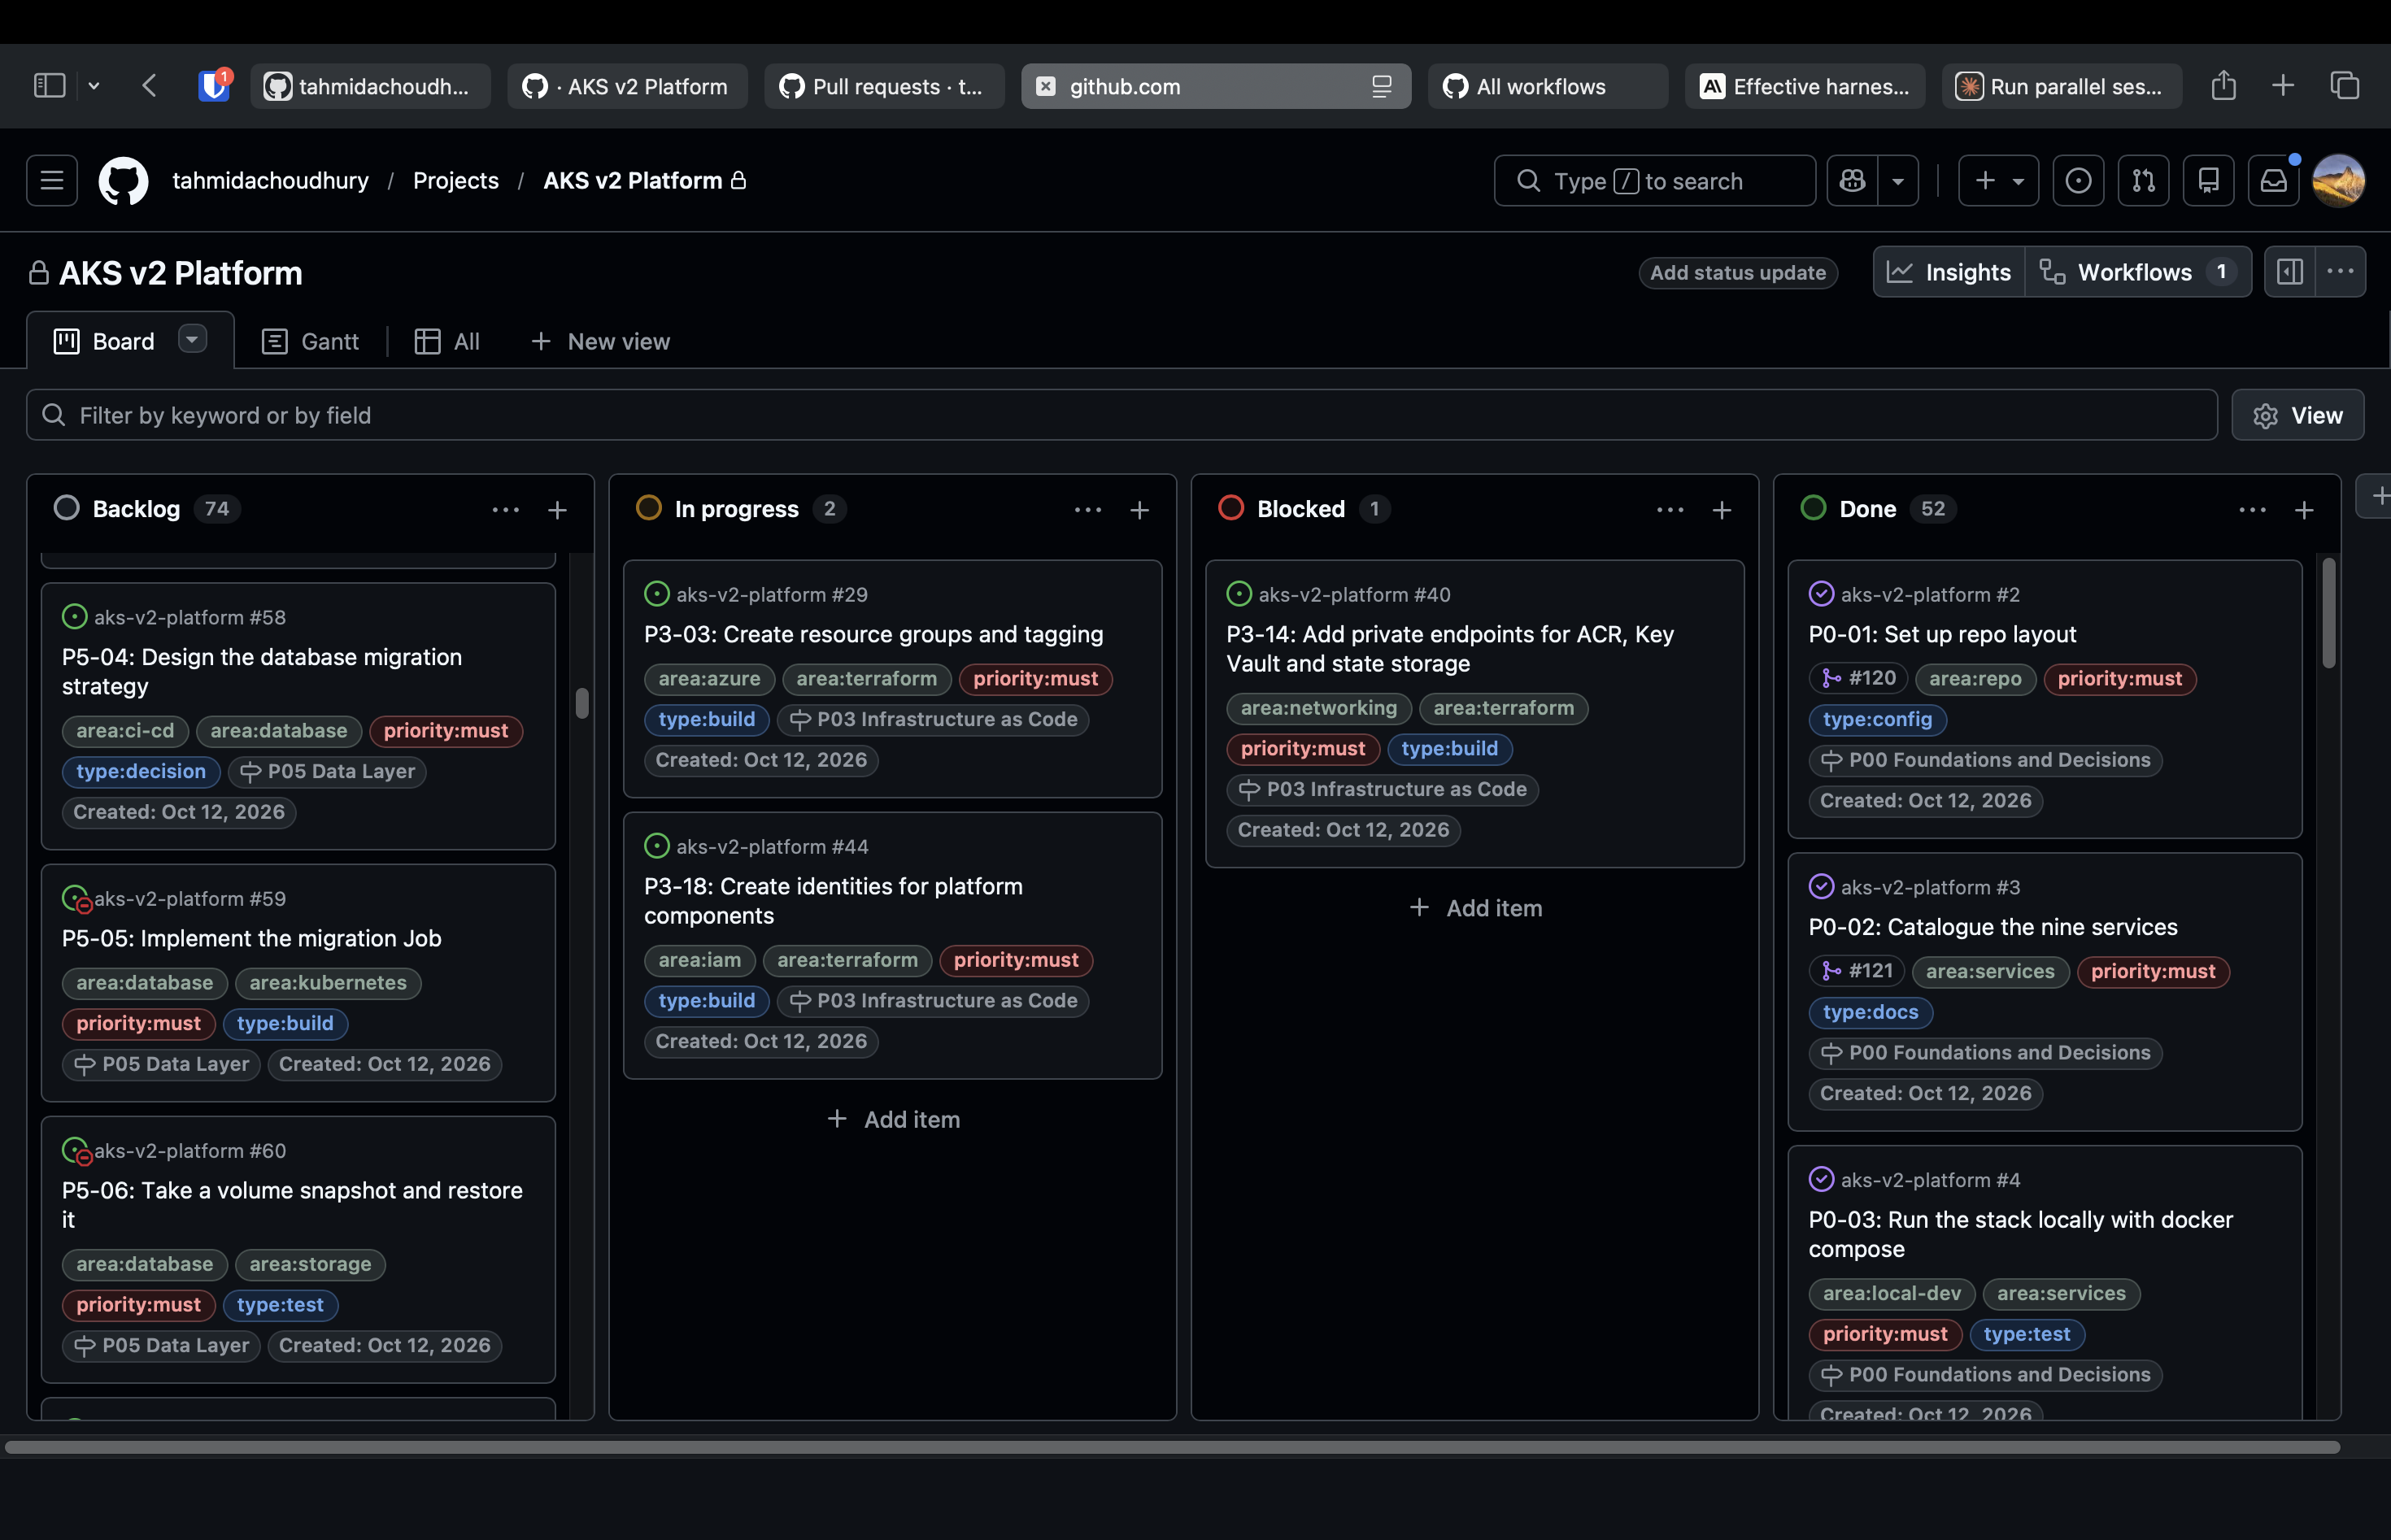 1
tahmidachoudh...
· AKS v2 Platform
Pull requests · t...
github.com
All workflows
Effective harnes...
Run parallel ses...
tahmidachoudhury / Projects / AKS v2 Platform
Type / to search
AKS v2 Platform
Add status update
Insights
Workflows 1
Board
Gantt
All
New view
Filter by keyword or by field
View
Backlog 74
aks-v2-platform #58
P5-04: Design the database migration
strategy
area:ci-cd area:database priority:must
type:decision P05 Data Layer
Created: Oct 12, 2026
aks-v2-platform #59
P5-05: Implement the migration Job
area:database area:kubernetes
priority:must type:build
P05 Data Layer Created: Oct 12, 2026
aks-v2-platform #60
P5-06: Take a volume snapshot and restore
it
area:database area:storage
priority:must type:test
P05 Data Layer Created: Oct 12, 2026
In progress 2
aks-v2-platform #29
P3-03: Create resource groups and tagging
area:azure area:terraform priority:must
type:build P03 Infrastructure as Code
Created: Oct 12, 2026
aks-v2-platform #44
P3-18: Create identities for platform
components
area:iam area:terraform priority:must
type:build P03 Infrastructure as Code
Created: Oct 12, 2026
Add item
Blocked 1
aks-v2-platform #40
P3-14: Add private endpoints for ACR, Key
Vault and state storage
area:networking area:terraform
priority:must type:build
P03 Infrastructure as Code
Created: Oct 12, 2026
Add item
Done 52
aks-v2-platform #2
P0-01: Set up repo layout
#120 area:repo priority:must
type:config
P00 Foundations and Decisions
Created: Oct 12, 2026
aks-v2-platform #3
P0-02: Catalogue the nine services
#121 area:services priority:must
type:docs
P00 Foundations and Decisions
Created: Oct 12, 2026
aks-v2-platform #4
P0-03: Run the stack locally with docker
compose
area:local-dev area:services
priority:must type:test
P00 Foundations and Decisions
Created: Oct 12, 2026